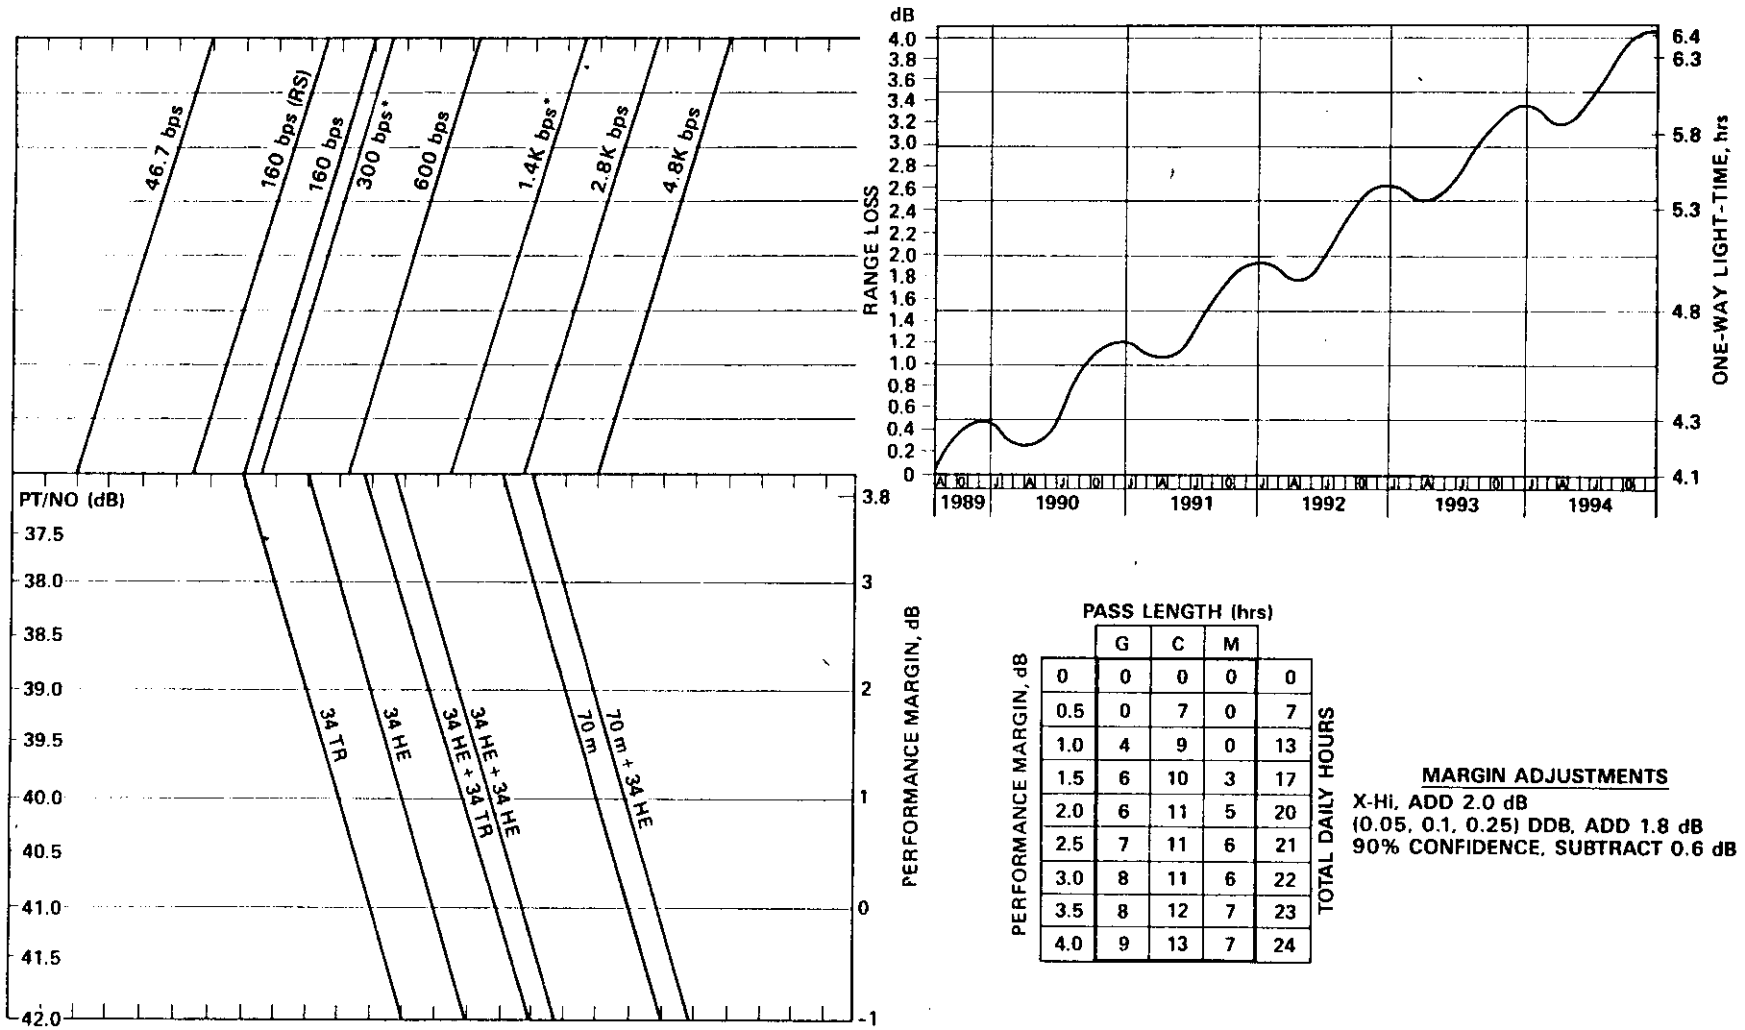 46.7 bps
160 bps (RS)
160 bps
300 bps*
600 bps
1.4K bps*
2.8K bps
4.8K bps
dB
4.0
3.8
3.6
3.4
3.2
3.0
2.8
2.6
2.4
2.2
2.0
1.8
1.6
1.4
1.2
1.0
0.8
0.6
0.4
0.2
0
RANGE LOSS
6.4
6.3
5.8
5.3
4.8
4.3
4.1
ONE-WAY LIGHT-TIME, hrs
A O J A J O J A J O J A J O J A J O J A J O
1989 1990 1991 1992 1993 1994
PT/NO (dB)
37.5
38.0
38.5
39.0
39.5
40.0
40.5
41.0
41.5
42.0
34 TR
34 HE
34 HE + 34 TR
34 HE + 34 HE
70 m
70 m + 34 HE
3.8
3
2
1
0
-1
PERFORMANCE MARGIN, dB
PASS LENGTH (hrs)
G C M
0 0 0 0 0
0.5 0 7 0 7
1.0 4 9 0 13
1.5 6 10 3 17
2.0 6 11 5 20
2.5 7 11 6 21
3.0 8 11 6 22
3.5 8 12 7 23
4.0 9 13 7 24
PERFORMANCE MARGIN, dB
TOTAL DAILY HOURS
MARGIN ADJUSTMENTS
X-Hi, ADD 2.0 dB
(0.05, 0.1, 0.25) DDB, ADD 1.8 dB
90% CONFIDENCE, SUBTRACT 0.6 dB